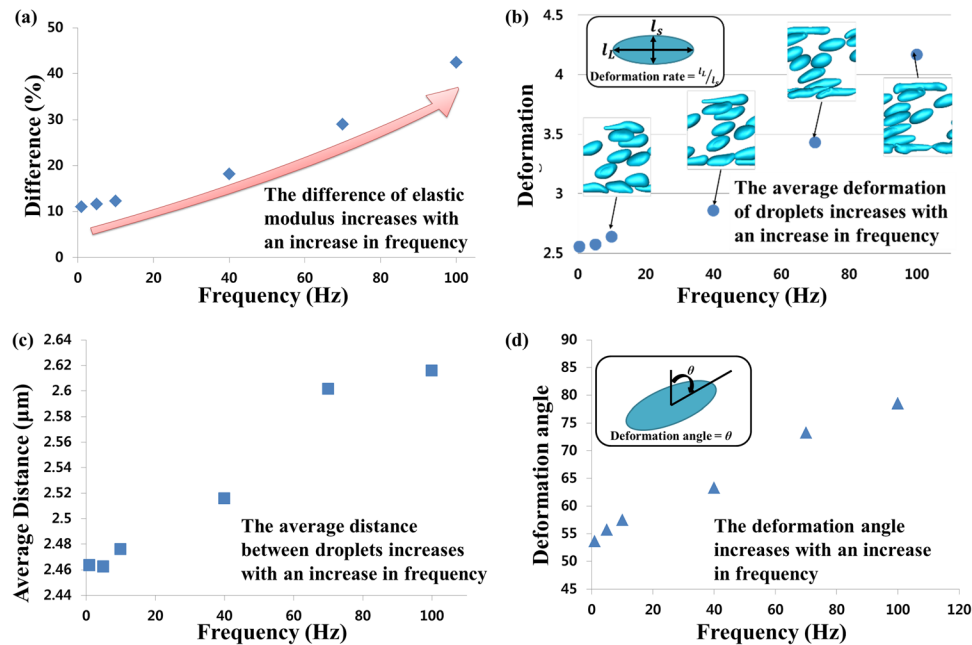 (a)
50
40
30
20
10
0
Difference (%)
The difference of elastic
modulus increases with
an increase in frequency
0
20
40
60
80
100
Frequency (Hz)
(b)
4.5
4
3.5
3
2.5
Deformation
lL
ls
Deformation rate = lL/ls
The average deformation
of droplets increases with
an increase in frequency
0
20
40
60
80
100
Frequency (Hz)
(c)
2.64
2.62
2.6
2.58
2.56
2.54
2.52
2.5
2.48
2.46
2.44
Average Distance (μm)
The average distance
between droplets increases
with an increase in frequency
0
20
40
60
80
100
Frequency (Hz)
(d)
90
85
80
75
70
65
60
55
50
45
Deformation angle
θ
Deformation angle = θ
The deformation angle
increases with an increase
in frequency
0
20
40
60
80
100
120
Frequency (Hz)